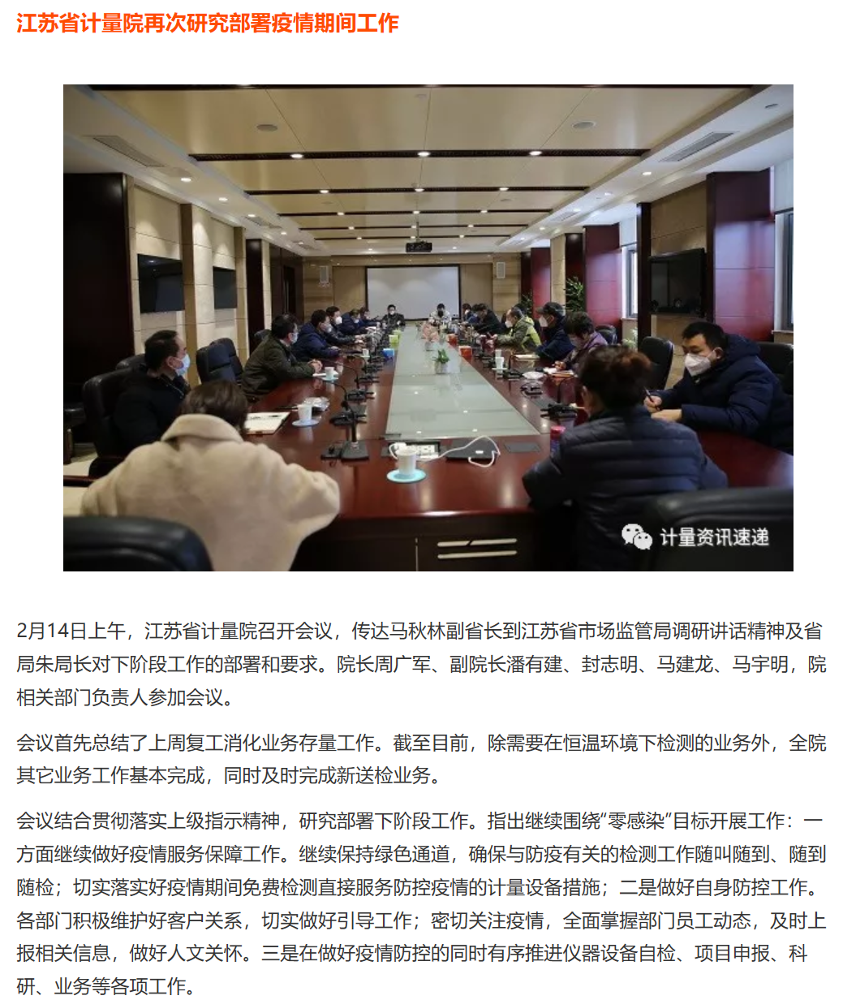 江苏省计量院再次研究部署疫情期间工作
计量资讯速递
2月14日上午，江苏省计量院召开会议，传达马秋林副省长到江苏省市场监管局调研讲话精神及省
局朱局长对下阶段工作的部署和要求。院长周广军、副院长潘有建、封志明、马建龙、马宇明，院
相关部门负责人参加会议。
会议首先总结了上周复工消化业务存量工作。截至目前，除需要在恒温环境下检测的业务外，全院
其它业务工作基本完成，同时及时完成新送检业务。
会议结合贯彻落实上级指示精神，研究部署下阶段工作。指出继续围绕“零感染”目标开展工作：一
方面继续做好疫情服务保障工作。继续保持绿色通道，确保与防疫有关的检测工作随叫随到、随到
随检；切实落实好疫情期间免费检测直接服务防控疫情的计量设备措施；二是做好自身防控工作。
各部门积极维护好客户关系，切实做好引导工作；密切关注疫情，全面掌握部门员工动态，及时上
报相关信息，做好人文关怀。三是在做好疫情防控的同时有序推进仪器设备自检、项目申报、科
研、业务等各项工作。